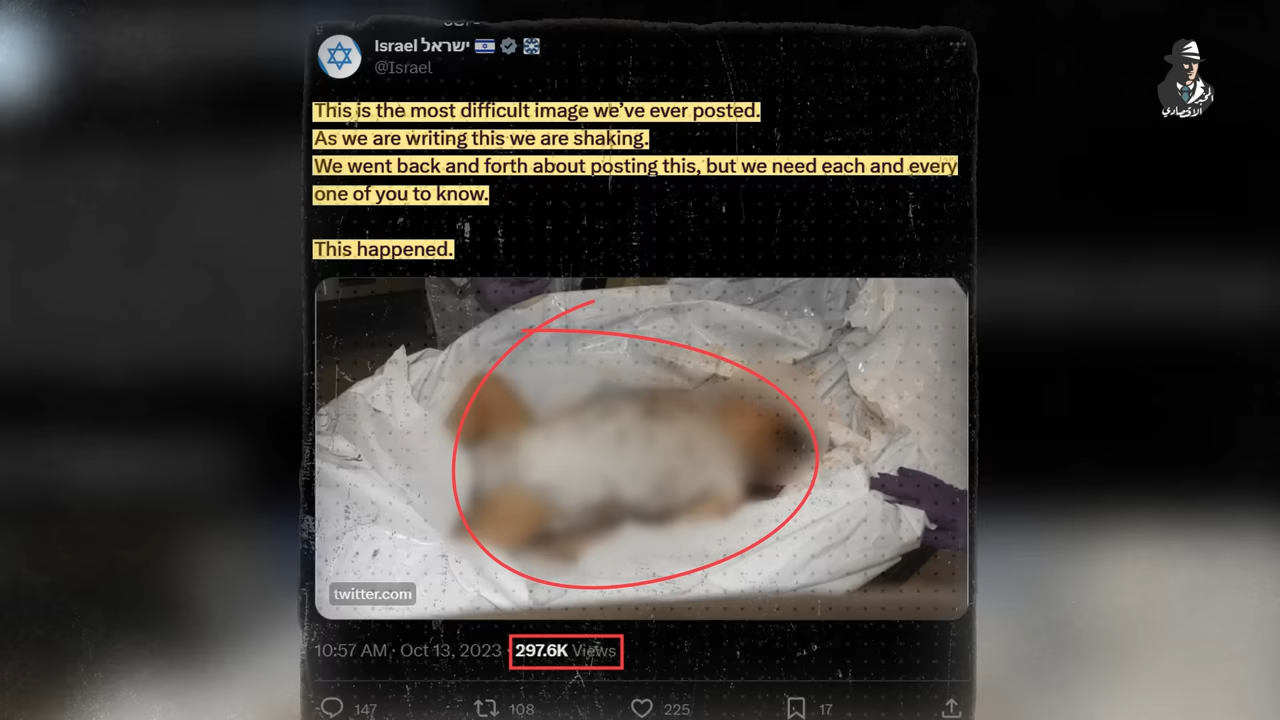 Israel ישראל
@Israel
المخبر
الاقتصادي
This is the most difficult image we've ever posted.
As we are writing this we are shaking.
We went back and forth about posting this, but we need each and every
one of you to know.
This happened.
twitter.com
10:57 AM · Oct 13, 2023 · 297.6K Views
147 108 225 17